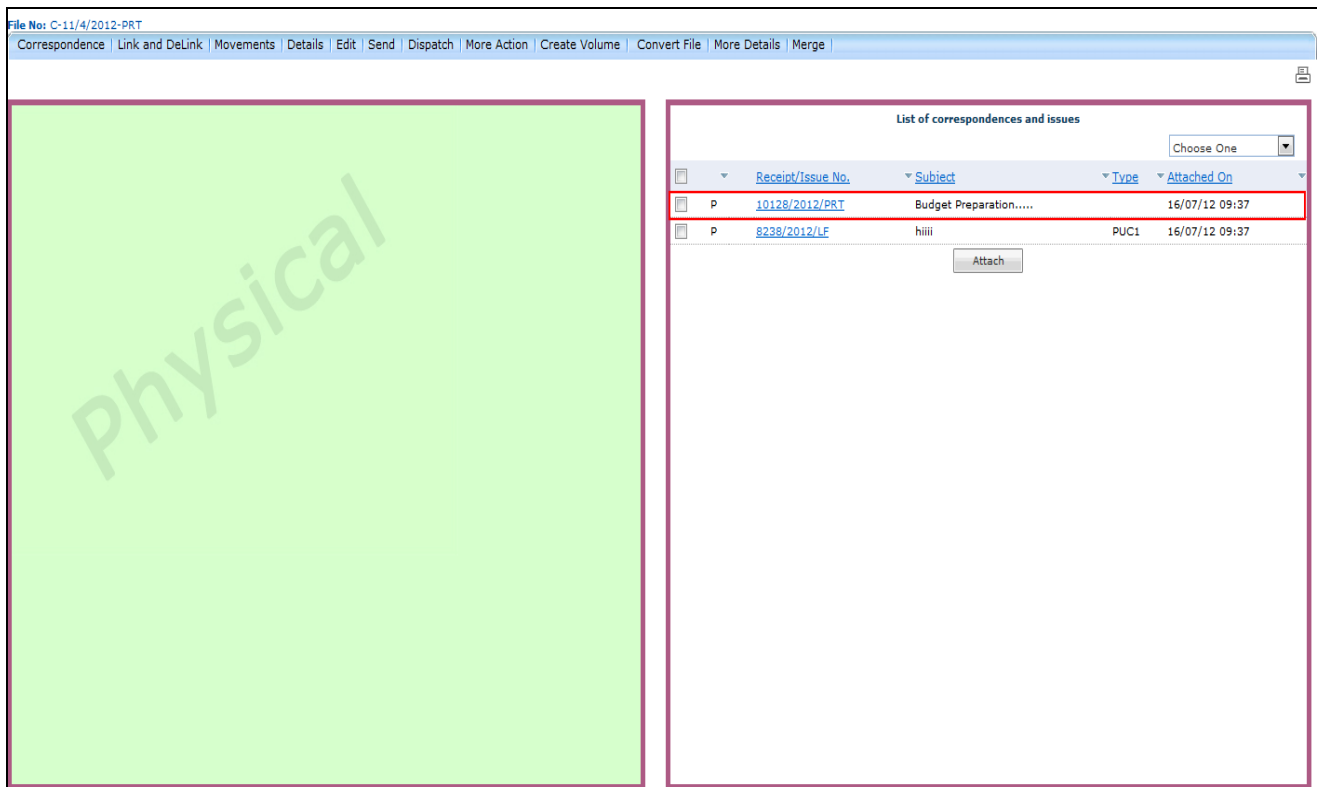 File No: C-11/4/2012-PRT
Correspondence | Link and DeLink | Movements | Details | Edit | Send | Dispatch | More Action | Create Volume | Convert File | More Details | Merge |
Physical
List of correspondences and issues
Choose One
Receipt/Issue No. Subject Type Attached On
P 10128/2012/PRT Budget Preparation..... 16/07/12 09:37
P 8238/2012/LF hiiii PUC1 16/07/12 09:37
Attach